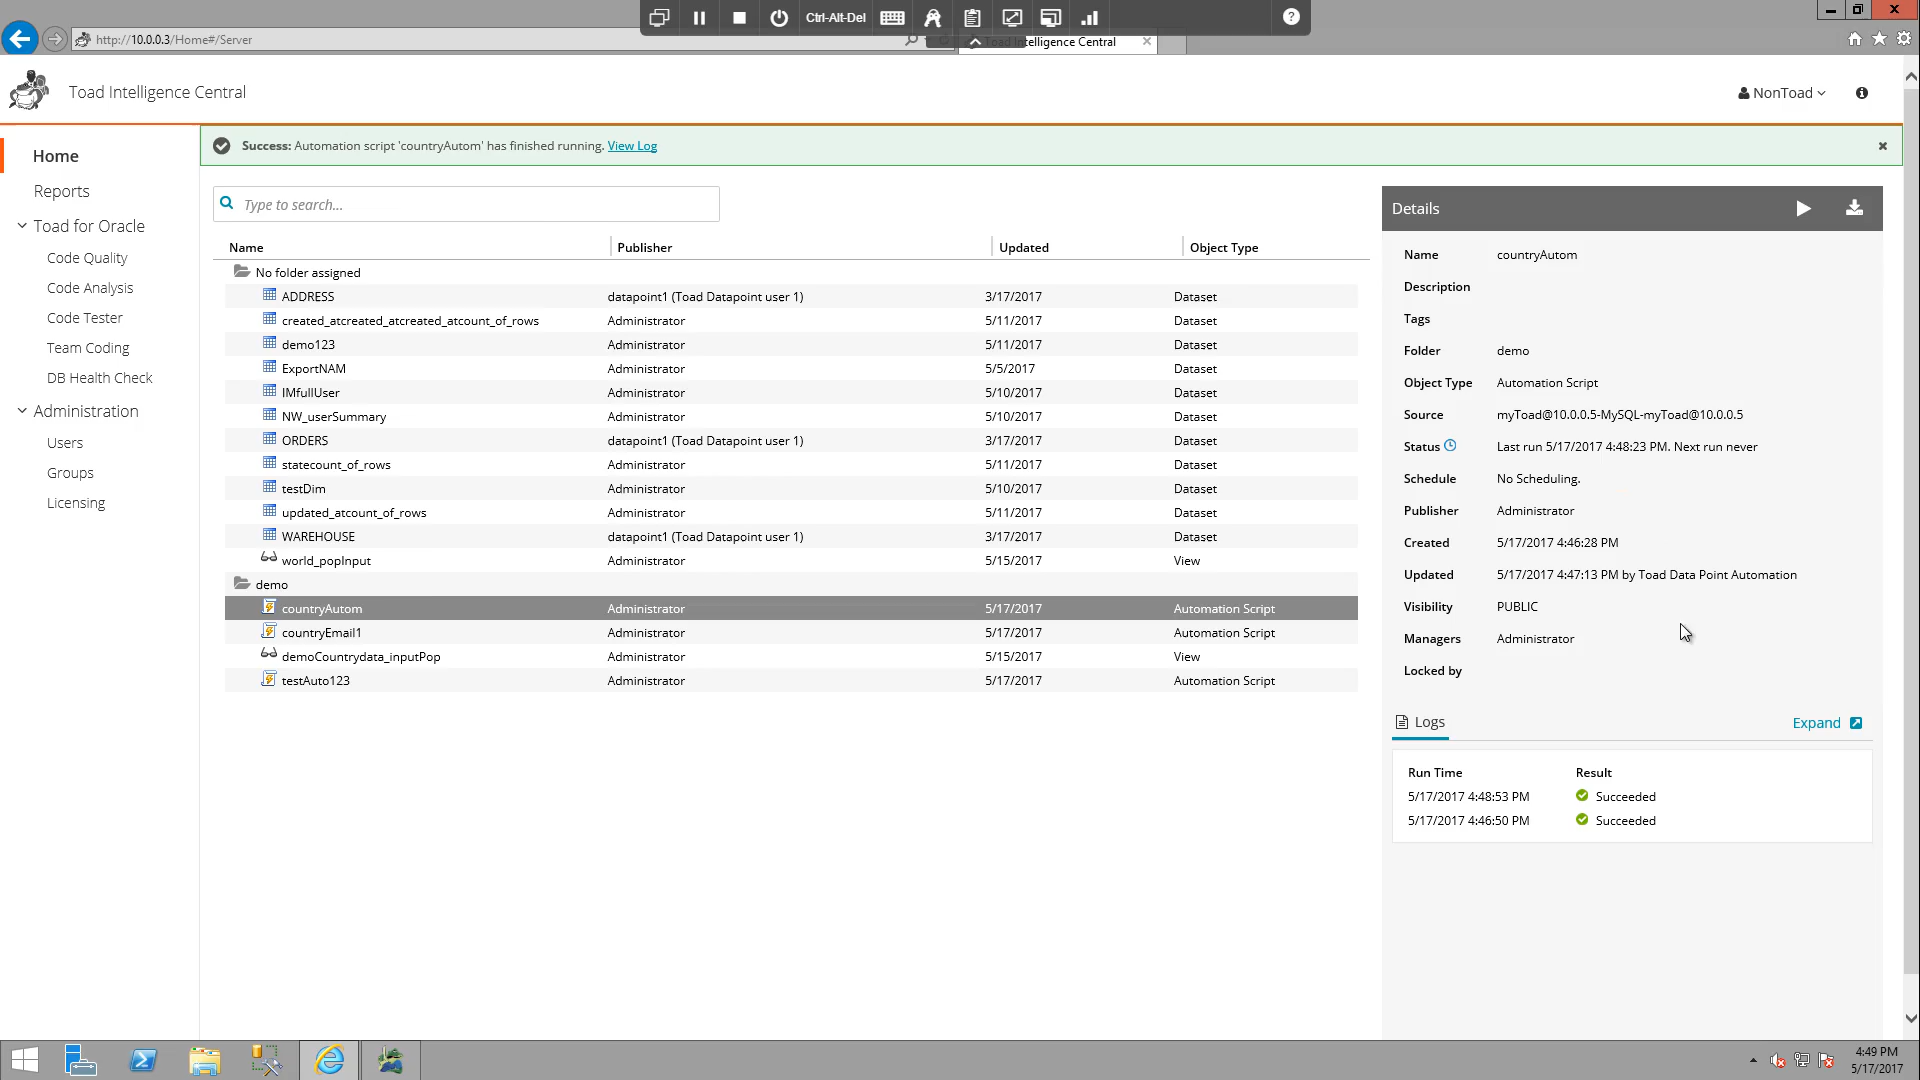 Ctrl-Alt-Del
http://10.0.0.3/Home#/Server
Intelligence Central
Toad Intelligence Central
NonToad
Home
Reports
Toad for Oracle
Code Quality
Code Analysis
Code Tester
Team Coding
DB Health Check
Administration
Users
Groups
Licensing
Success: Automation script 'countryAutom' has finished running. View Log
Type to search...
Name Publisher Updated Object Type
No folder assigned
ADDRESS datapoint1 (Toad Datapoint user 1) 3/17/2017 Dataset
created_atcreated_atcreated_atcount_of_rows Administrator 5/11/2017 Dataset
demo123 Administrator 5/11/2017 Dataset
ExportNAM Administrator 5/5/2017 Dataset
IMfullUser Administrator 5/10/2017 Dataset
NW_userSummary Administrator 5/10/2017 Dataset
ORDERS datapoint1 (Toad Datapoint user 1) 3/17/2017 Dataset
statecount_of_rows Administrator 5/11/2017 Dataset
testDim Administrator 5/10/2017 Dataset
updated_atcount_of_rows Administrator 5/11/2017 Dataset
WAREHOUSE datapoint1 (Toad Datapoint user 1) 3/17/2017 Dataset
world_popInput Administrator 5/15/2017 View
demo
countryAutom Administrator 5/17/2017 Automation Script
countryEmail1 Administrator 5/17/2017 Automation Script
demoCountrydata_inputPop Administrator 5/15/2017 View
testAuto123 Administrator 5/17/2017 Automation Script
Details
Name countryAutom
Description
Tags
Folder demo
Object Type Automation Script
Source myToad@10.0.0.5-MySQL-myToad@10.0.0.5
Status Last run 5/17/2017 4:48:23 PM. Next run never
Schedule No Scheduling.
Publisher Administrator
Created 5/17/2017 4:46:28 PM
Updated 5/17/2017 4:47:13 PM by Toad Data Point Automation
Visibility PUBLIC
Managers Administrator
Locked by
Logs Expand
Run Time Result
5/17/2017 4:48:53 PM Succeeded
5/17/2017 4:46:50 PM Succeeded
4:49 PM
5/17/2017